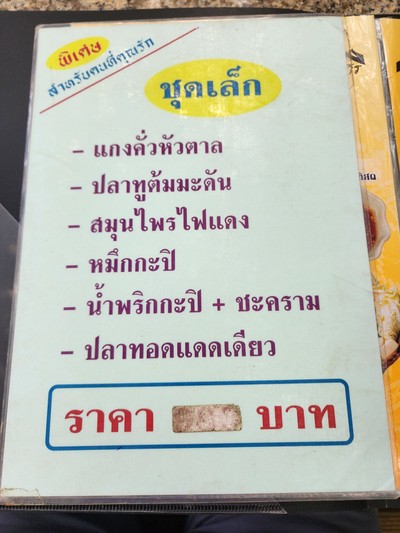 พิเศษ
สำหรับคนที่คุณรัก
ชุดเล็ก
- แกงคั่วหัวตาล
- ปลาทูต้มมะดัน
- สมุนไพรไฟแดง
- หมึกกะปิ
- น้ำพริกกะปิ + ชะคราม
- ปลาทอดแดดเดียว
ราคา บาท